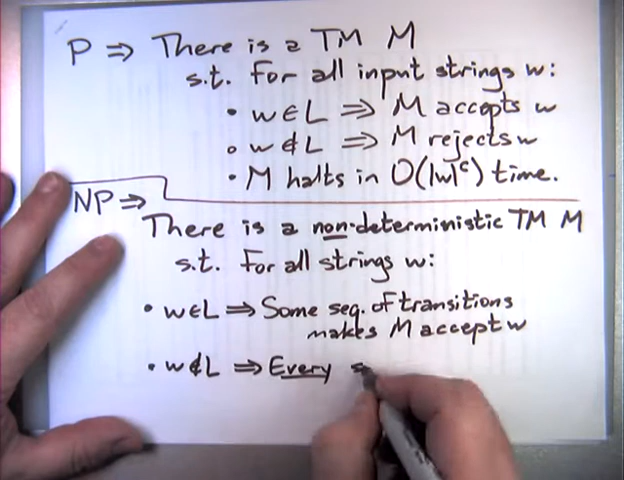 P ⇒ There is a TM M
s.t. For all input strings w:
• w∈L ⇒ M accepts w
• w∉L ⇒ M rejects w
• M halts in O(|w|ᶜ) time.
NP ⇒
There is a non-deterministic TM M
s.t. For all strings w:
• w∈L ⇒ Some seq. of transitions
makes M accept w
• w∉L ⇒ Every s